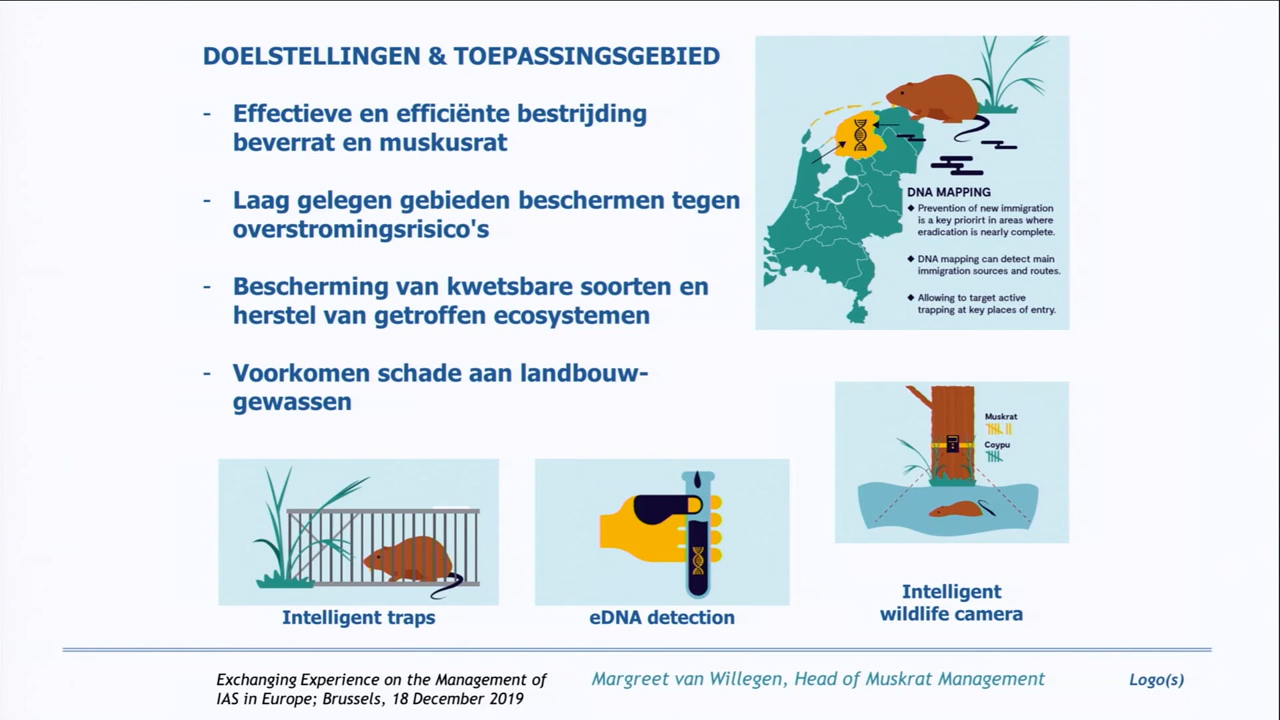 DOELSTELLINGEN & TOEPASSINGSGEBIED
- Effectieve en efficiënte bestrijding
beverrat en muskusrat
- Laag gelegen gebieden beschermen tegen
overstromingsrisico's
- Bescherming van kwetsbare soorten en
herstel van getroffen ecosystemen
- Voorkomen schade aan landbouw-
gewassen
DNA MAPPING
◆ Prevention of new immigration
is a key priorirt in areas where
eradication is nearly complete.
◆ DNA mapping can detect main
immigration sources and routes.
◆ Allowing to target active
trapping at key places of entry.
Muskrat
Coypu
Intelligent traps
eDNA detection
Intelligent
wildlife camera
Exchanging Experience on the Management of
IAS in Europe; Brussels, 18 December 2019
Margreet van Willegen, Head of Muskrat Management
Logo(s)